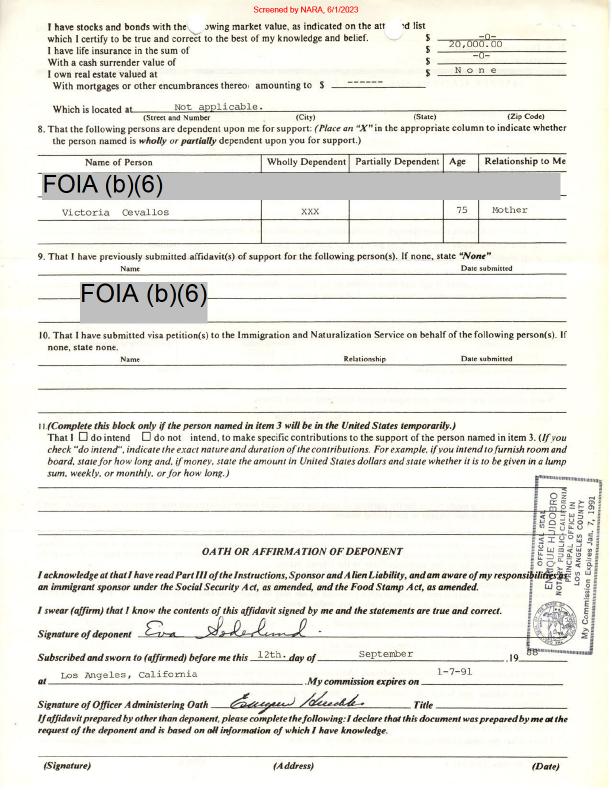 Screened by NARA, 6/1/2023
I have stocks and bonds with the owing market value, as indicated on the att d list
which I certify to be true and correct to the best of my knowledge and belief. $ -0-
I have life insurance in the sum of $ 20,000.00
With a cash surrender value of $ -0-
I own real estate valued at $ None
With mortgages or other encumbrances thereon amounting to $ ------
Which is located at Not applicable.
(Street and Number) (City) (State) (Zip Code)
8. That the following persons are dependent upon me for support: (Place an "X" in the appropriate column to indicate whether
the person named is wholly or partially dependent upon you for support.)
Name of Person Wholly Dependent Partially Dependent Age Relationship to Me
FOIA (b)(6)
Victoria Cevallos XXX 75 Mother
9. That I have previously submitted affidavit(s) of support for the following person(s). If none, state "None"
Name Date submitted
FOIA (b)(6)
10. That I have submitted visa petition(s) to the Immigration and Naturalization Service on behalf of the following person(s). If
none, state none.
Name Relationship Date submitted
11. (Complete this block only if the person named in item 3 will be in the United States temporarily.)
That I ☐ do intend ☐ do not intend, to make specific contributions to the support of the person named in item 3. (If you
check "do intend", indicate the exact nature and duration of the contributions. For example, if you intend to furnish room and
board, state for how long and, if money, state the amount in United States dollars and state whether it is to be given in a lump
sum, weekly, or monthly, or for how long.)
OFFICIAL SEAL
ENRIQUE HUIDOBRO
NOTARY PUBLIC-CALIFORNIA
PRINCIPAL OFFICE IN
LOS ANGELES COUNTY
My Commission Expires Jan. 7, 1991
OATH OR AFFIRMATION OF DEPONENT
I acknowledge at that I have read Part III of the Instructions, Sponsor and Alien Liability, and am aware of my responsibilities as
an immigrant sponsor under the Social Security Act, as amended, and the Food Stamp Act, as amended.
I swear (affirm) that I know the contents of this affidavit signed by me and the statements are true and correct.
Signature of deponent Eva Soderlund
Subscribed and sworn to (affirmed) before me this 12th. day of September , 19 88
at Los Angeles, California . My commission expires on 1-7-91
Signature of Officer Administering Oath Title
If affidavit prepared by other than deponent, please complete the following: I declare that this document was prepared by me at the
request of the deponent and is based on all information of which I have knowledge.
(Signature) (Address) (Date)